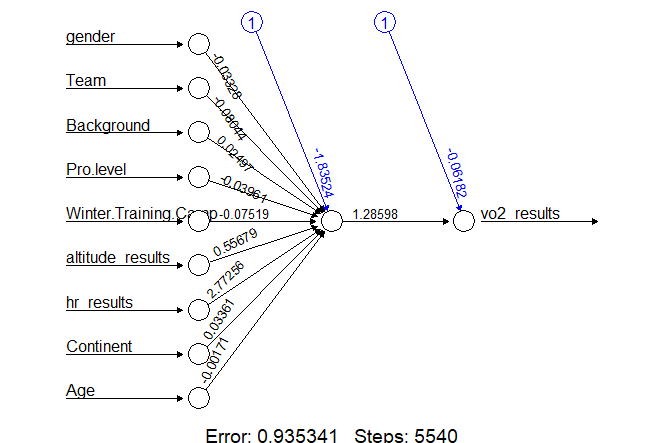 1 1
gender
-0.03328
Team
-0.08644
Background
0.02497
Pro.level
-0.03961
-1.83524
-0.06182
Winter.Training.Camp -0.07519
1.28598
vo2_results
altitude_results
0.55679
hr_results
2.77256
Continent
0.03361
Age
-0.00171
Error: 0.935341 Steps: 5540